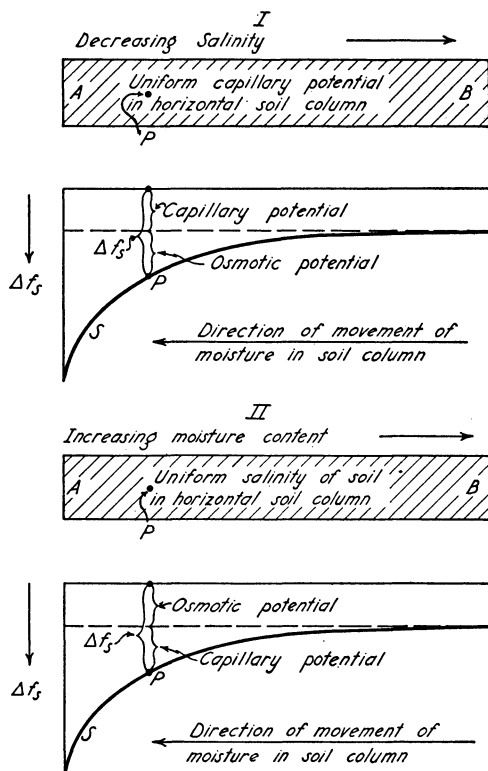 I
Decreasing Salinity
A
Uniform capillary potential
in horizontal soil column
B
P
Capillary potential
Δfs
Osmotic potential
Δfs
P
S
Direction of movement of
moisture in soil column
II
Increasing moisture content
A
Uniform salinity of soil
in horizontal soil column
B
P
Osmotic potential
Δfs
Capillary potential
Δfs
P
S
Direction of movement of
moisture in soil column